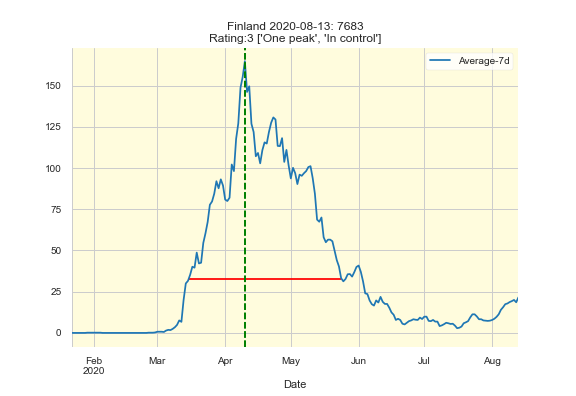 Finland 2020-08-13: 7683
Rating:3 ['One peak', 'In control']
Average-7d
150
125
100
75
50
25
0
Feb
2020
Mar
Apr
May
Jun
Jul
Aug
Date